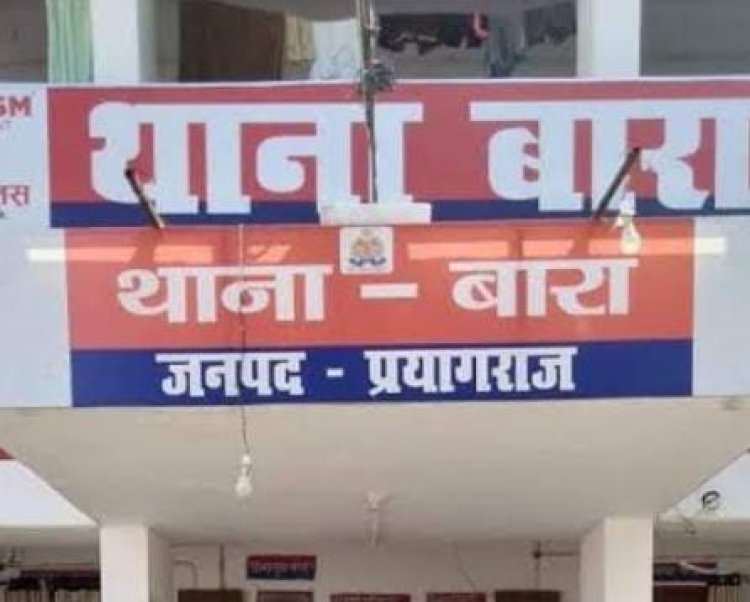 थाना बारा
थाना - बारा
जनपद - प्रयागराज